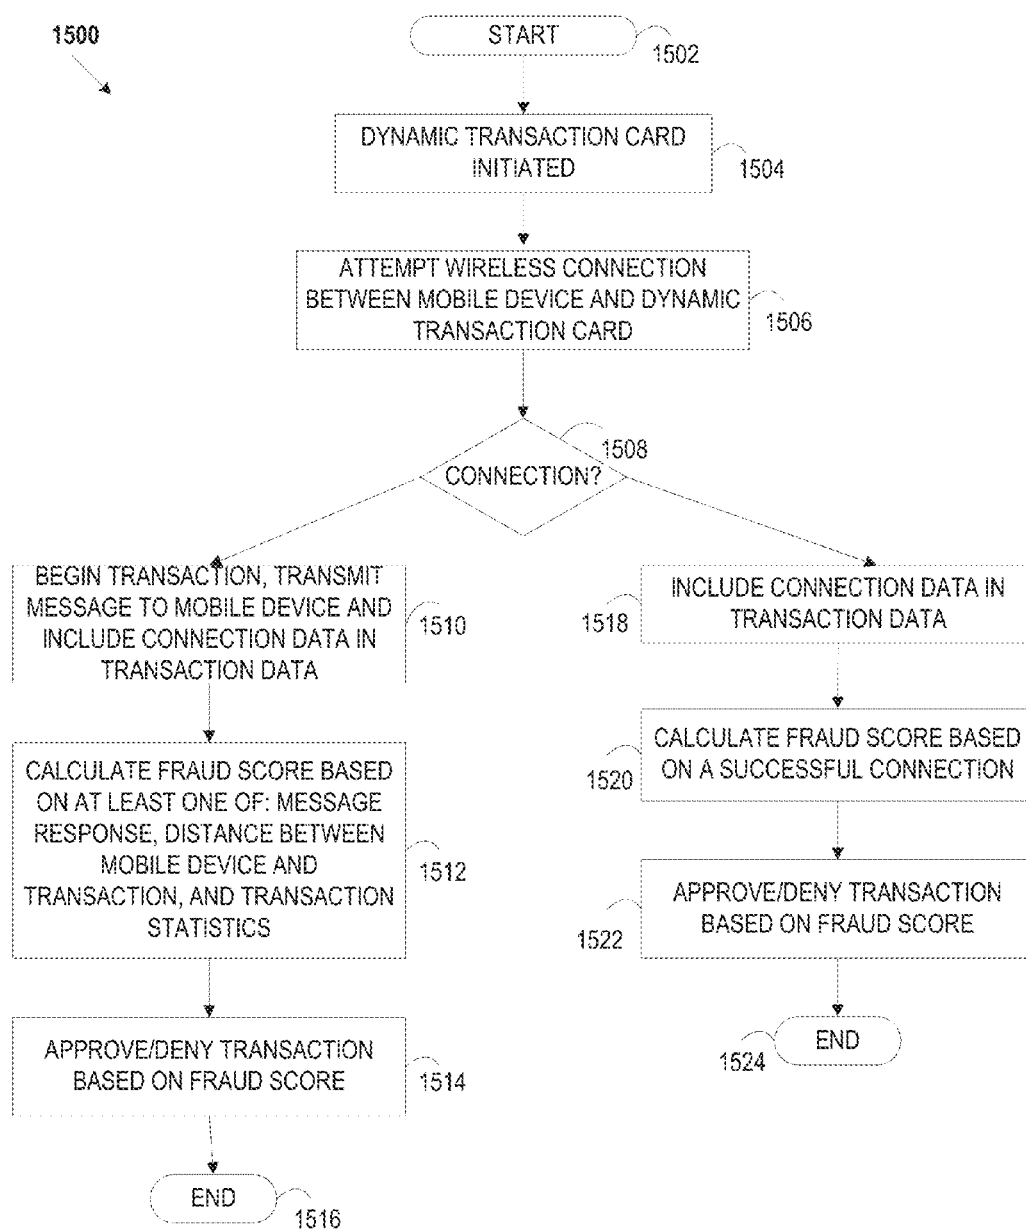 1500
START
1502
DYNAMIC TRANSACTION CARD
INITIATED
1504
ATTEMPT WIRELESS CONNECTION
BETWEEN MOBILE DEVICE AND DYNAMIC
TRANSACTION CARD
1506
CONNECTION?
1508
BEGIN TRANSACTION, TRANSMIT
MESSAGE TO MOBILE DEVICE AND
INCLUDE CONNECTION DATA IN
TRANSACTION DATA
1510
CALCULATE FRAUD SCORE BASED
ON AT LEAST ONE OF: MESSAGE
RESPONSE, DISTANCE BETWEEN
MOBILE DEVICE AND
TRANSACTION, AND TRANSACTION
STATISTICS
1512
APPROVE/DENY TRANSACTION
BASED ON FRAUD SCORE
1514
END
1516
INCLUDE CONNECTION DATA IN
TRANSACTION DATA
1518
CALCULATE FRAUD SCORE BASED
ON A SUCCESSFUL CONNECTION
1520
APPROVE/DENY TRANSACTION
BASED ON FRAUD SCORE
1522
END
1524